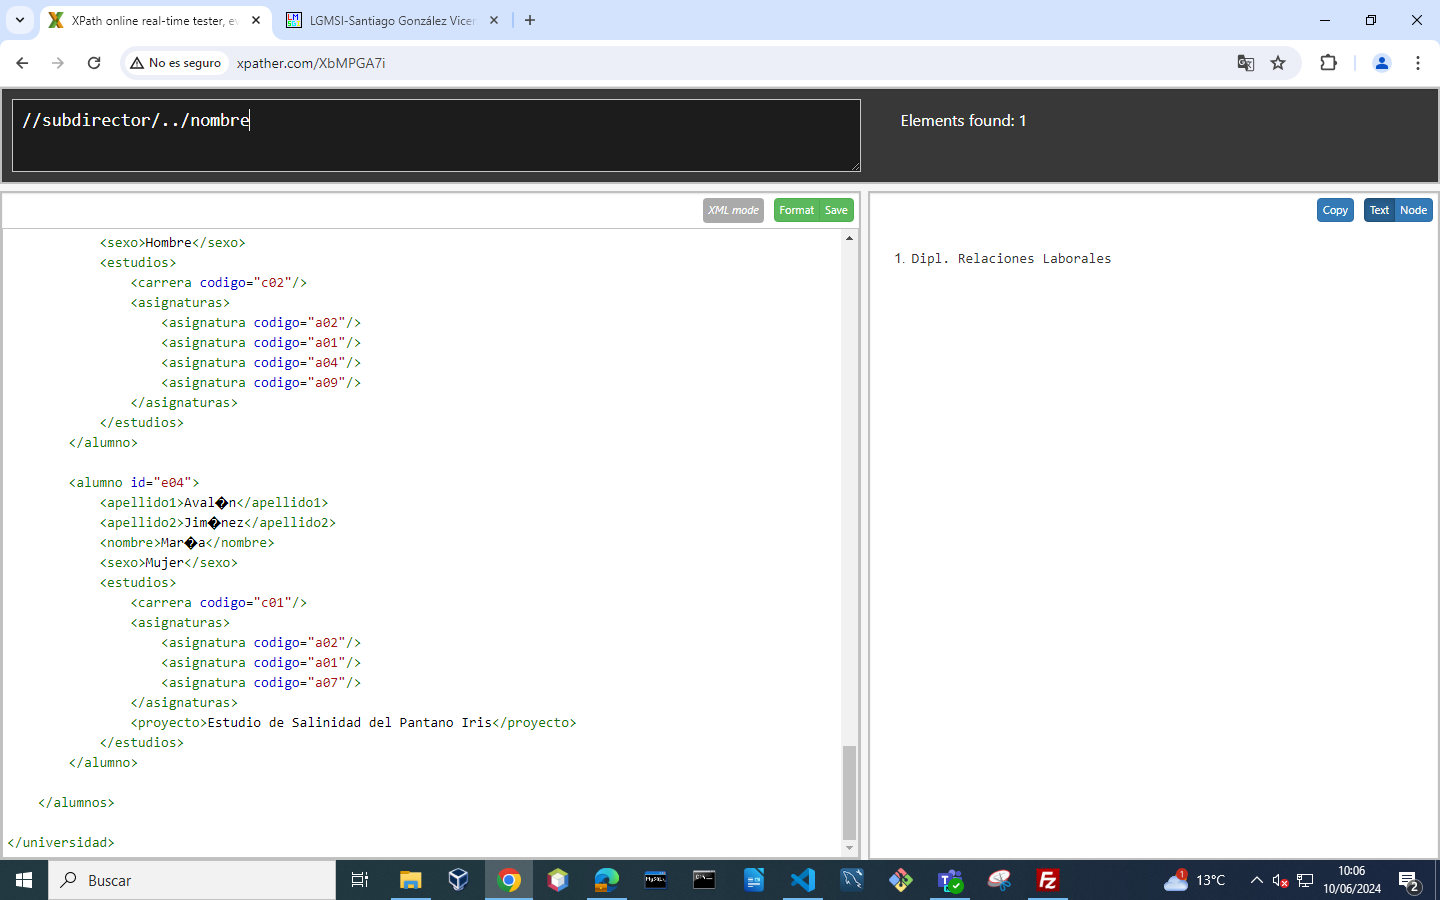 XPath online real-time tester, ev
LGMSI-Santiago González Vicen
No es seguro
xpather.com/XbMPGA7i
//subdirector/../nombre
Elements found: 1
XML mode
Format
Save
Copy
Text
Node
<sexo>Hombre</sexo>
<estudios>
<carrera codigo="c02"/>
<asignaturas>
<asignatura codigo="a02"/>
<asignatura codigo="a01"/>
<asignatura codigo="a04"/>
<asignatura codigo="a09"/>
</asignaturas>
</estudios>
</alumno>
<alumno id="e04">
<apellido1>Aval�n</apellido1>
<apellido2>Jim�nez</apellido2>
<nombre>Mar�a</nombre>
<sexo>Mujer</sexo>
<estudios>
<carrera codigo="c01"/>
<asignaturas>
<asignatura codigo="a02"/>
<asignatura codigo="a01"/>
<asignatura codigo="a07"/>
</asignaturas>
<proyecto>Estudio de Salinidad del Pantano Iris</proyecto>
</estudios>
</alumno>
</alumnos>
</universidad>
1. Dipl. Relaciones Laborales
Buscar
1
13°C
10:06
10/06/2024
2